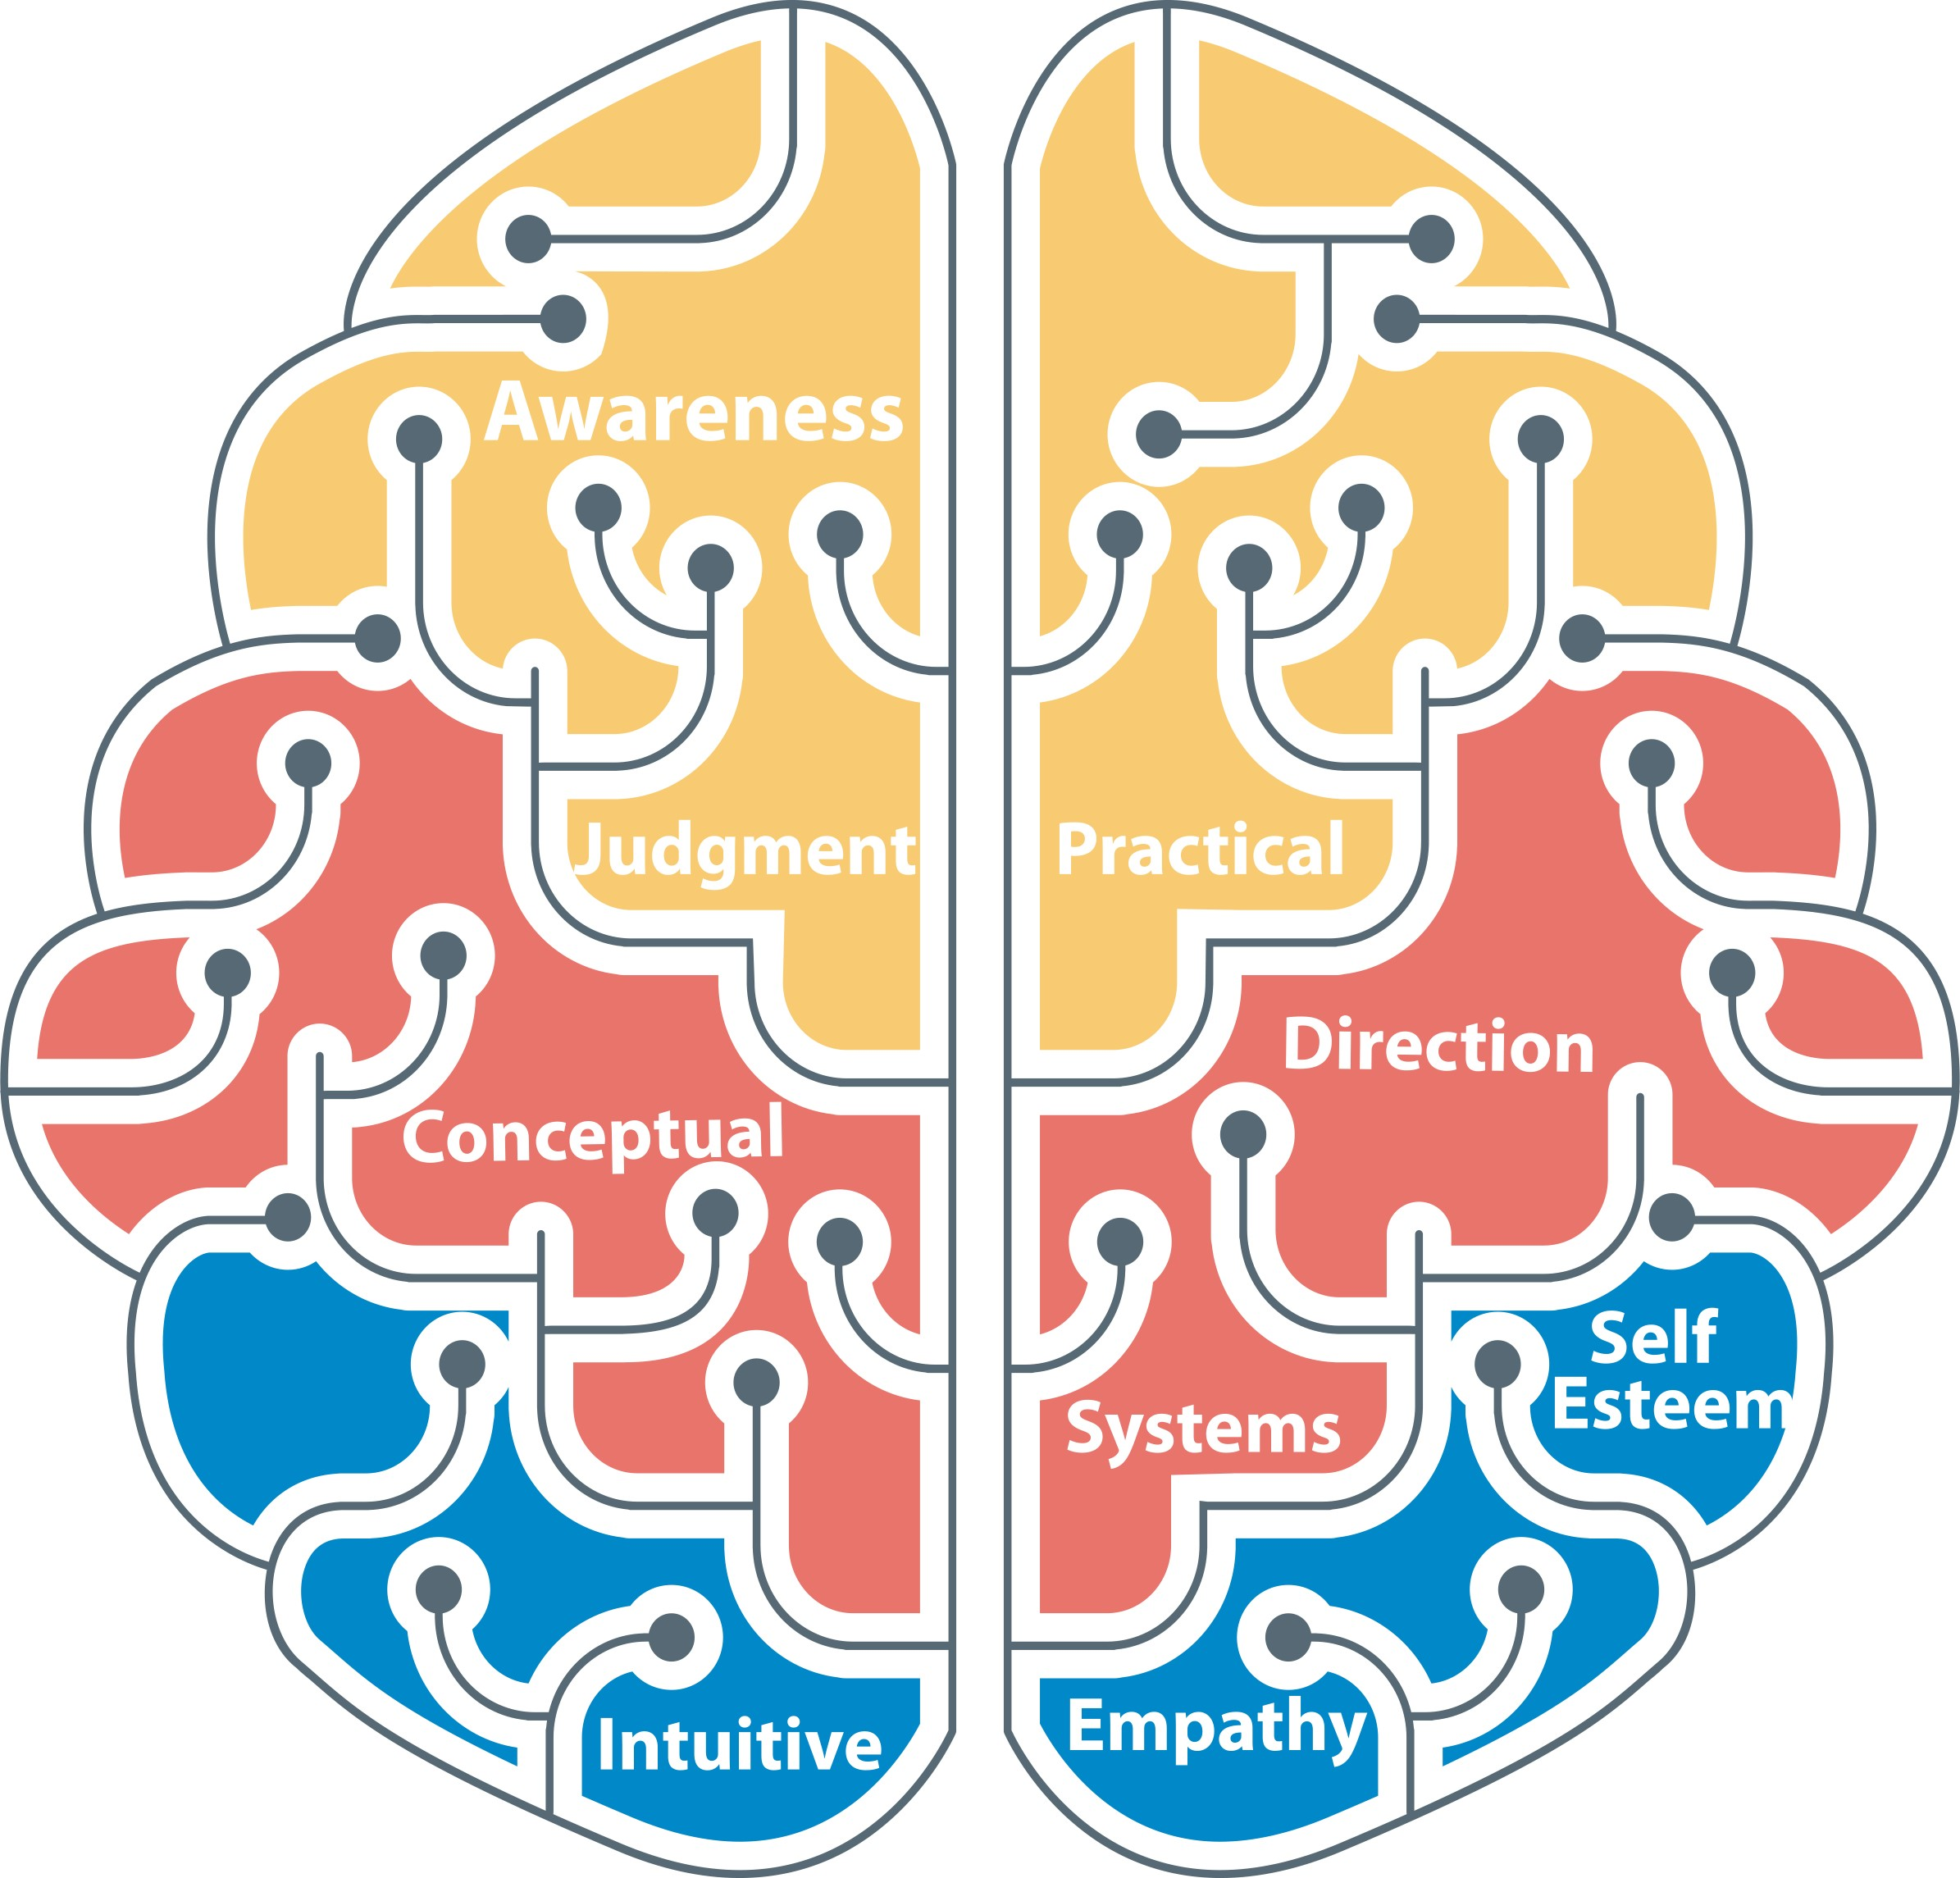 Awareness
Judgment
Practical
Direction
Conceptual
Self
Esteem
Systems
Intuitive
Empathy